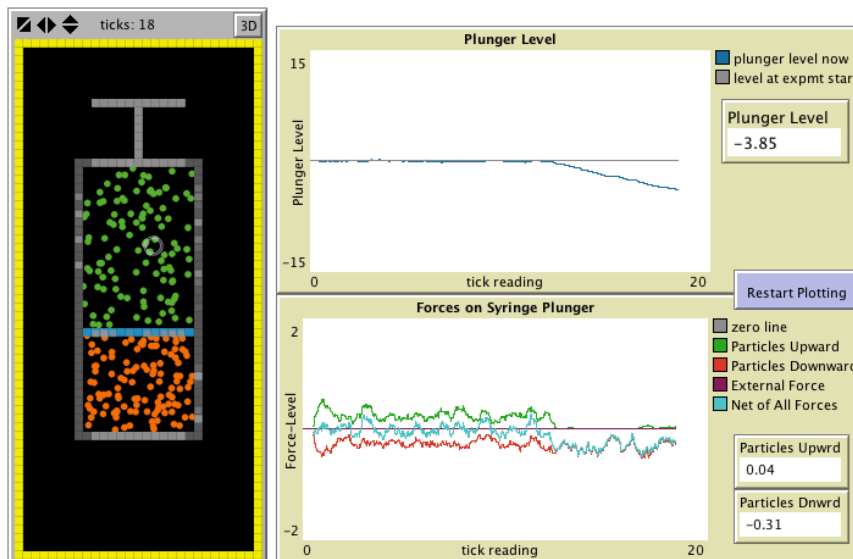 ticks: 18
3D
Plunger Level
15
Plunger Level
-15
0
tick reading
20
plunger level now
level at expmt star
Plunger Level
-3.85
Restart Plotting
Forces on Syringe Plunger
2
Force-Level
-2
0
tick reading
20
zero line
Particles Upward
Particles Downward
External Force
Net of All Forces
Particles Upwrd
0.04
Particles Dnwrd
-0.31